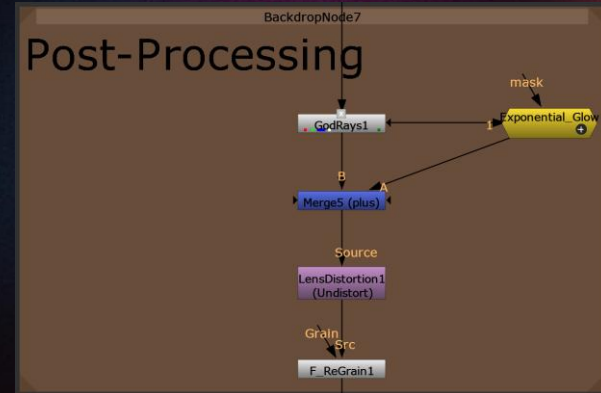 BackdropNode7
Post-Processing
mask
GodRays1
1
Exponential_Glow
B
A
Merge5 (plus)
Source
LensDistortion1
(Undistort)
Grain
Src
F_ReGrain1